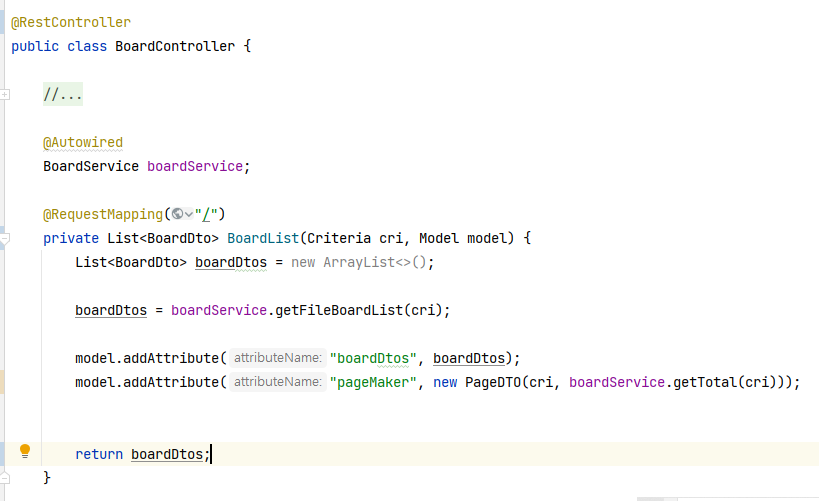 @RestController
public class BoardController {
//...
@Autowired
BoardService boardService;
@RequestMapping("/")
private List<BoardDto> BoardList(Criteria cri, Model model) {
List<BoardDto> boardDtos = new ArrayList<>();
boardDtos = boardService.getFileBoardList(cri);
model.addAttribute( attributeName: "boardDtos", boardDtos);
model.addAttribute( attributeName: "pageMaker", new PageDTO(cri, boardService.getTotal(cri)));
return boardDtos;
}